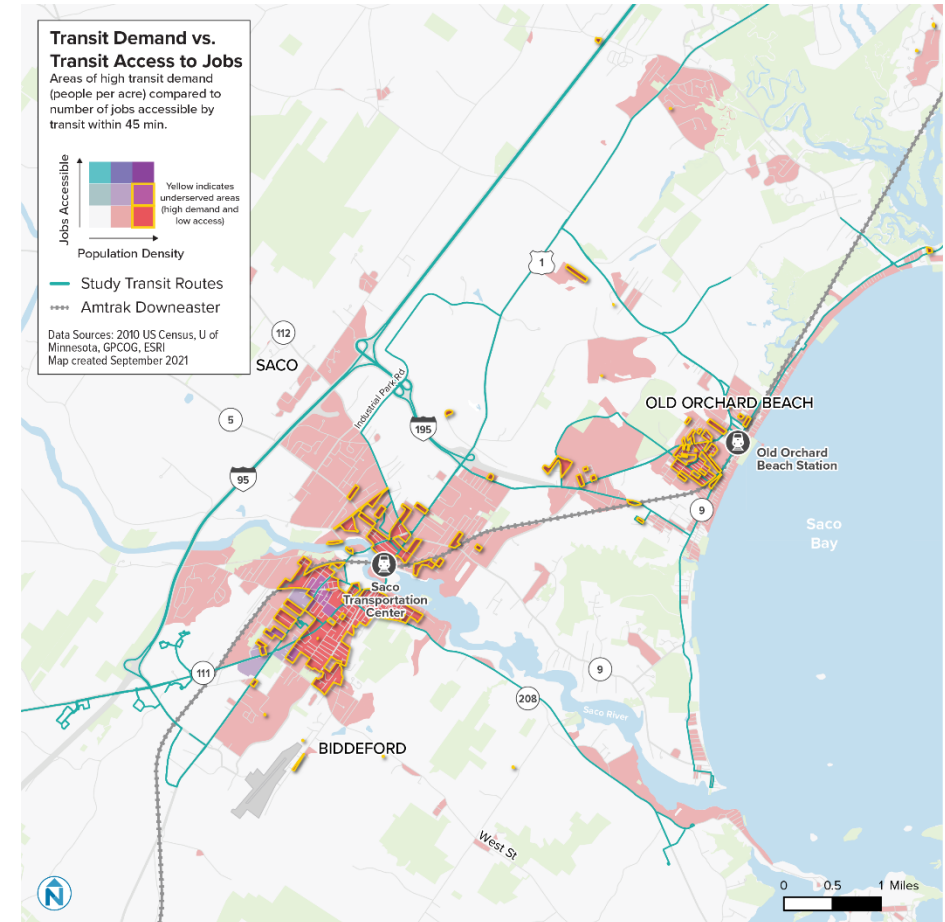 Transit Demand vs.
Transit Access to Jobs
Areas of high transit demand
(people per acre) compared to
number of jobs accessible by
transit within 45 min.
Jobs Accessible
Yellow indicates
underserved areas
(high demand and
low access)
Population Density
Study Transit Routes
Amtrak Downeaster
Data Sources: 2010 US Census, U of
Minnesota, GPCOG, ESRI
Map created September 2021
1
112
SACO
Industrial Park Rd
5
195
OLD ORCHARD BEACH
Old Orchard
Beach Station
95
9
Saco
Bay
Saco
Transportation
Center
111
9
208
Saco River
BIDDEFORD
West St
N
0 0.5 1 Miles